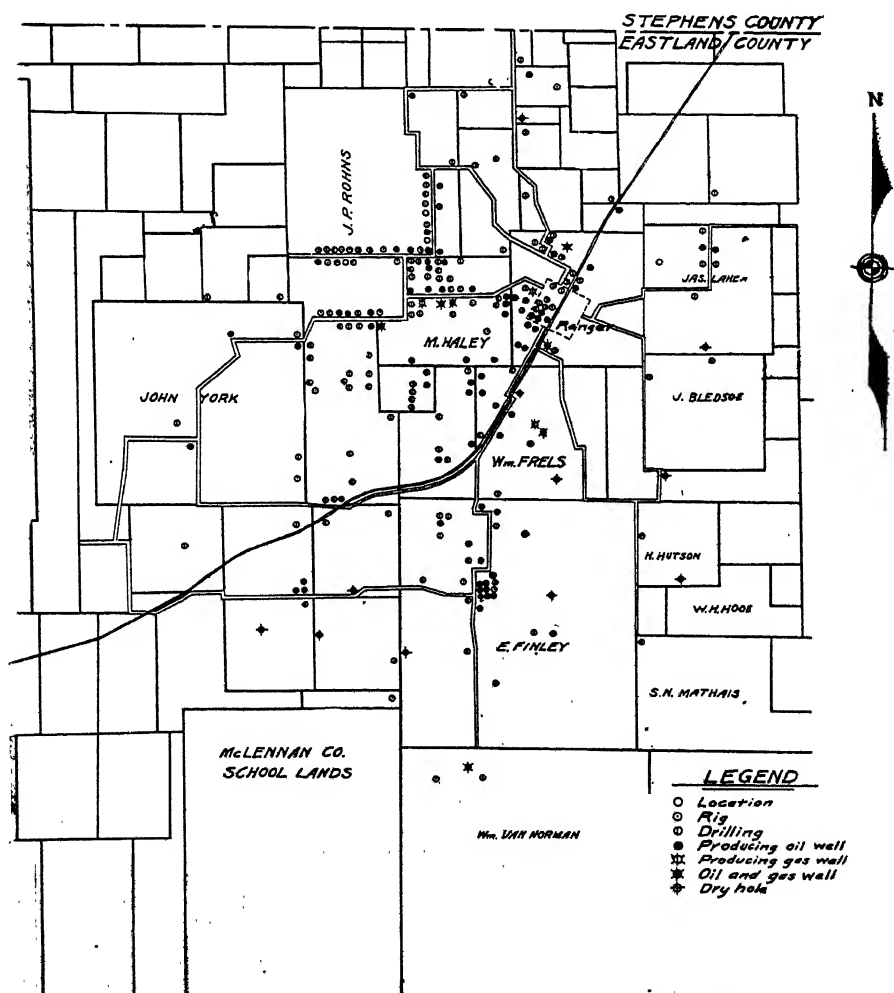 STEPHENS COUNTY
EASTLAND COUNTY
N
J.P. ROHNS
JAS. LAHER
Ranger
M. HALEY
JOHN YORK
J. BLEDSOE
Wm. FRELS
H. HUTSON
W.H. HODE
E. FINLEY
S.N. MATHAIS
McLENNAN CO.
SCHOOL LANDS
Wm. VAN NORMAN
LEGEND
Location
Rig
Drilling
Producing oil well
Producing gas well
Oil and gas well
Dry hole